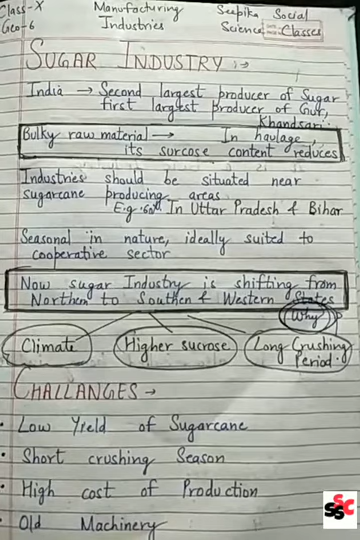 Class-X Manufacturing Deepika Social
Geo-6 Industries Science Classes
SUGAR INDUSTRY :→
India → Second largest producer of Sugar
first largest producer of Gur,
Khandsari
Bulky raw material → In haulage,
its surcose content reduces
Industries should be situated near
sugarcane producing areas
E.g. 60% In Uttar Pradesh & Bihar
Seasonal in nature, ideally suited to
cooperative sector
Now sugar Industry is shifting from
Northern to Southern & Western States
Why
Climate Higher sucrose Long Crushing
Period
CHALLANGES →
• Low Yield of Sugarcane
• Short crushing Season
• High cost of Production
• Old Machinery
SSC